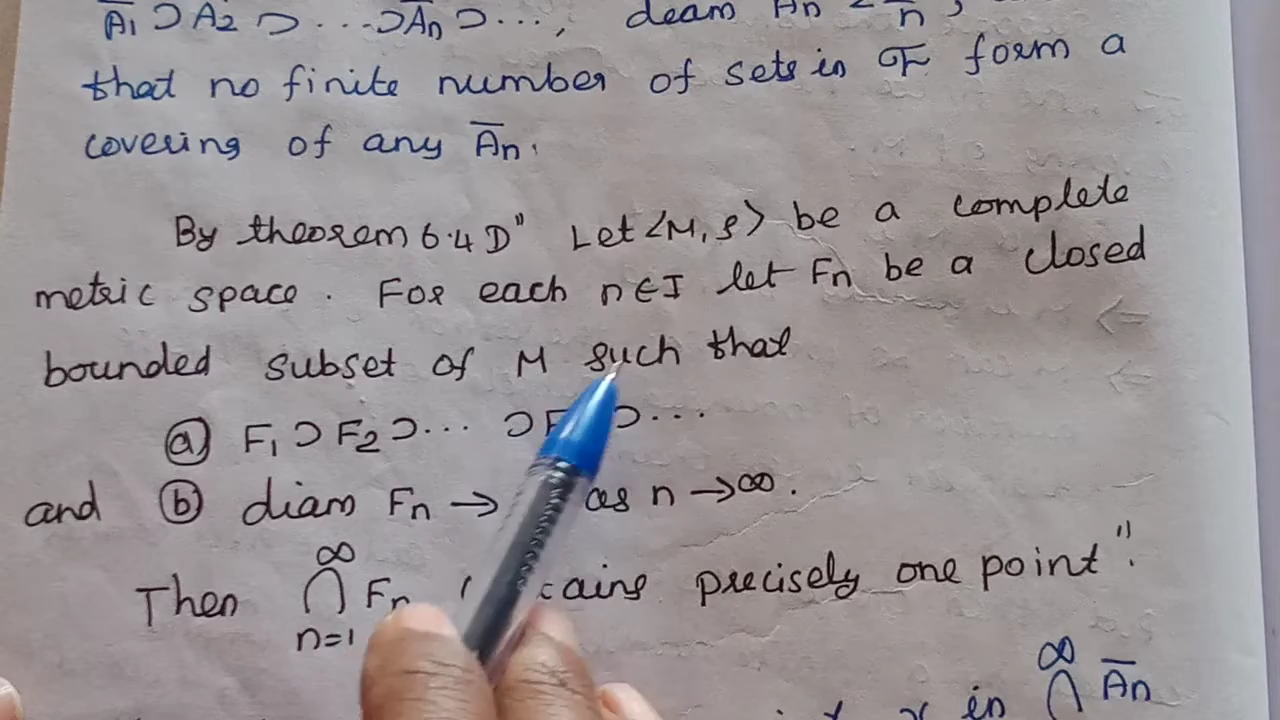 Ā1 ⊃ A2 ⊃ ... ⊃ Ān ⊃ ..., deam An
that no finite number of sets in F form a
covering of any Ān.
By theorem 6.4 D" Let <M, ρ> be a complete
metric space. For each n∈I let Fn be a closed
bounded subset of M such that
(a) F1 ⊃ F2 ⊃ ... ⊃ F ⊃ ...
and (b) diam Fn → as n → ∞.
Then ∞∩n=1 Fn precisely one point".
x in ∞∩ Ān